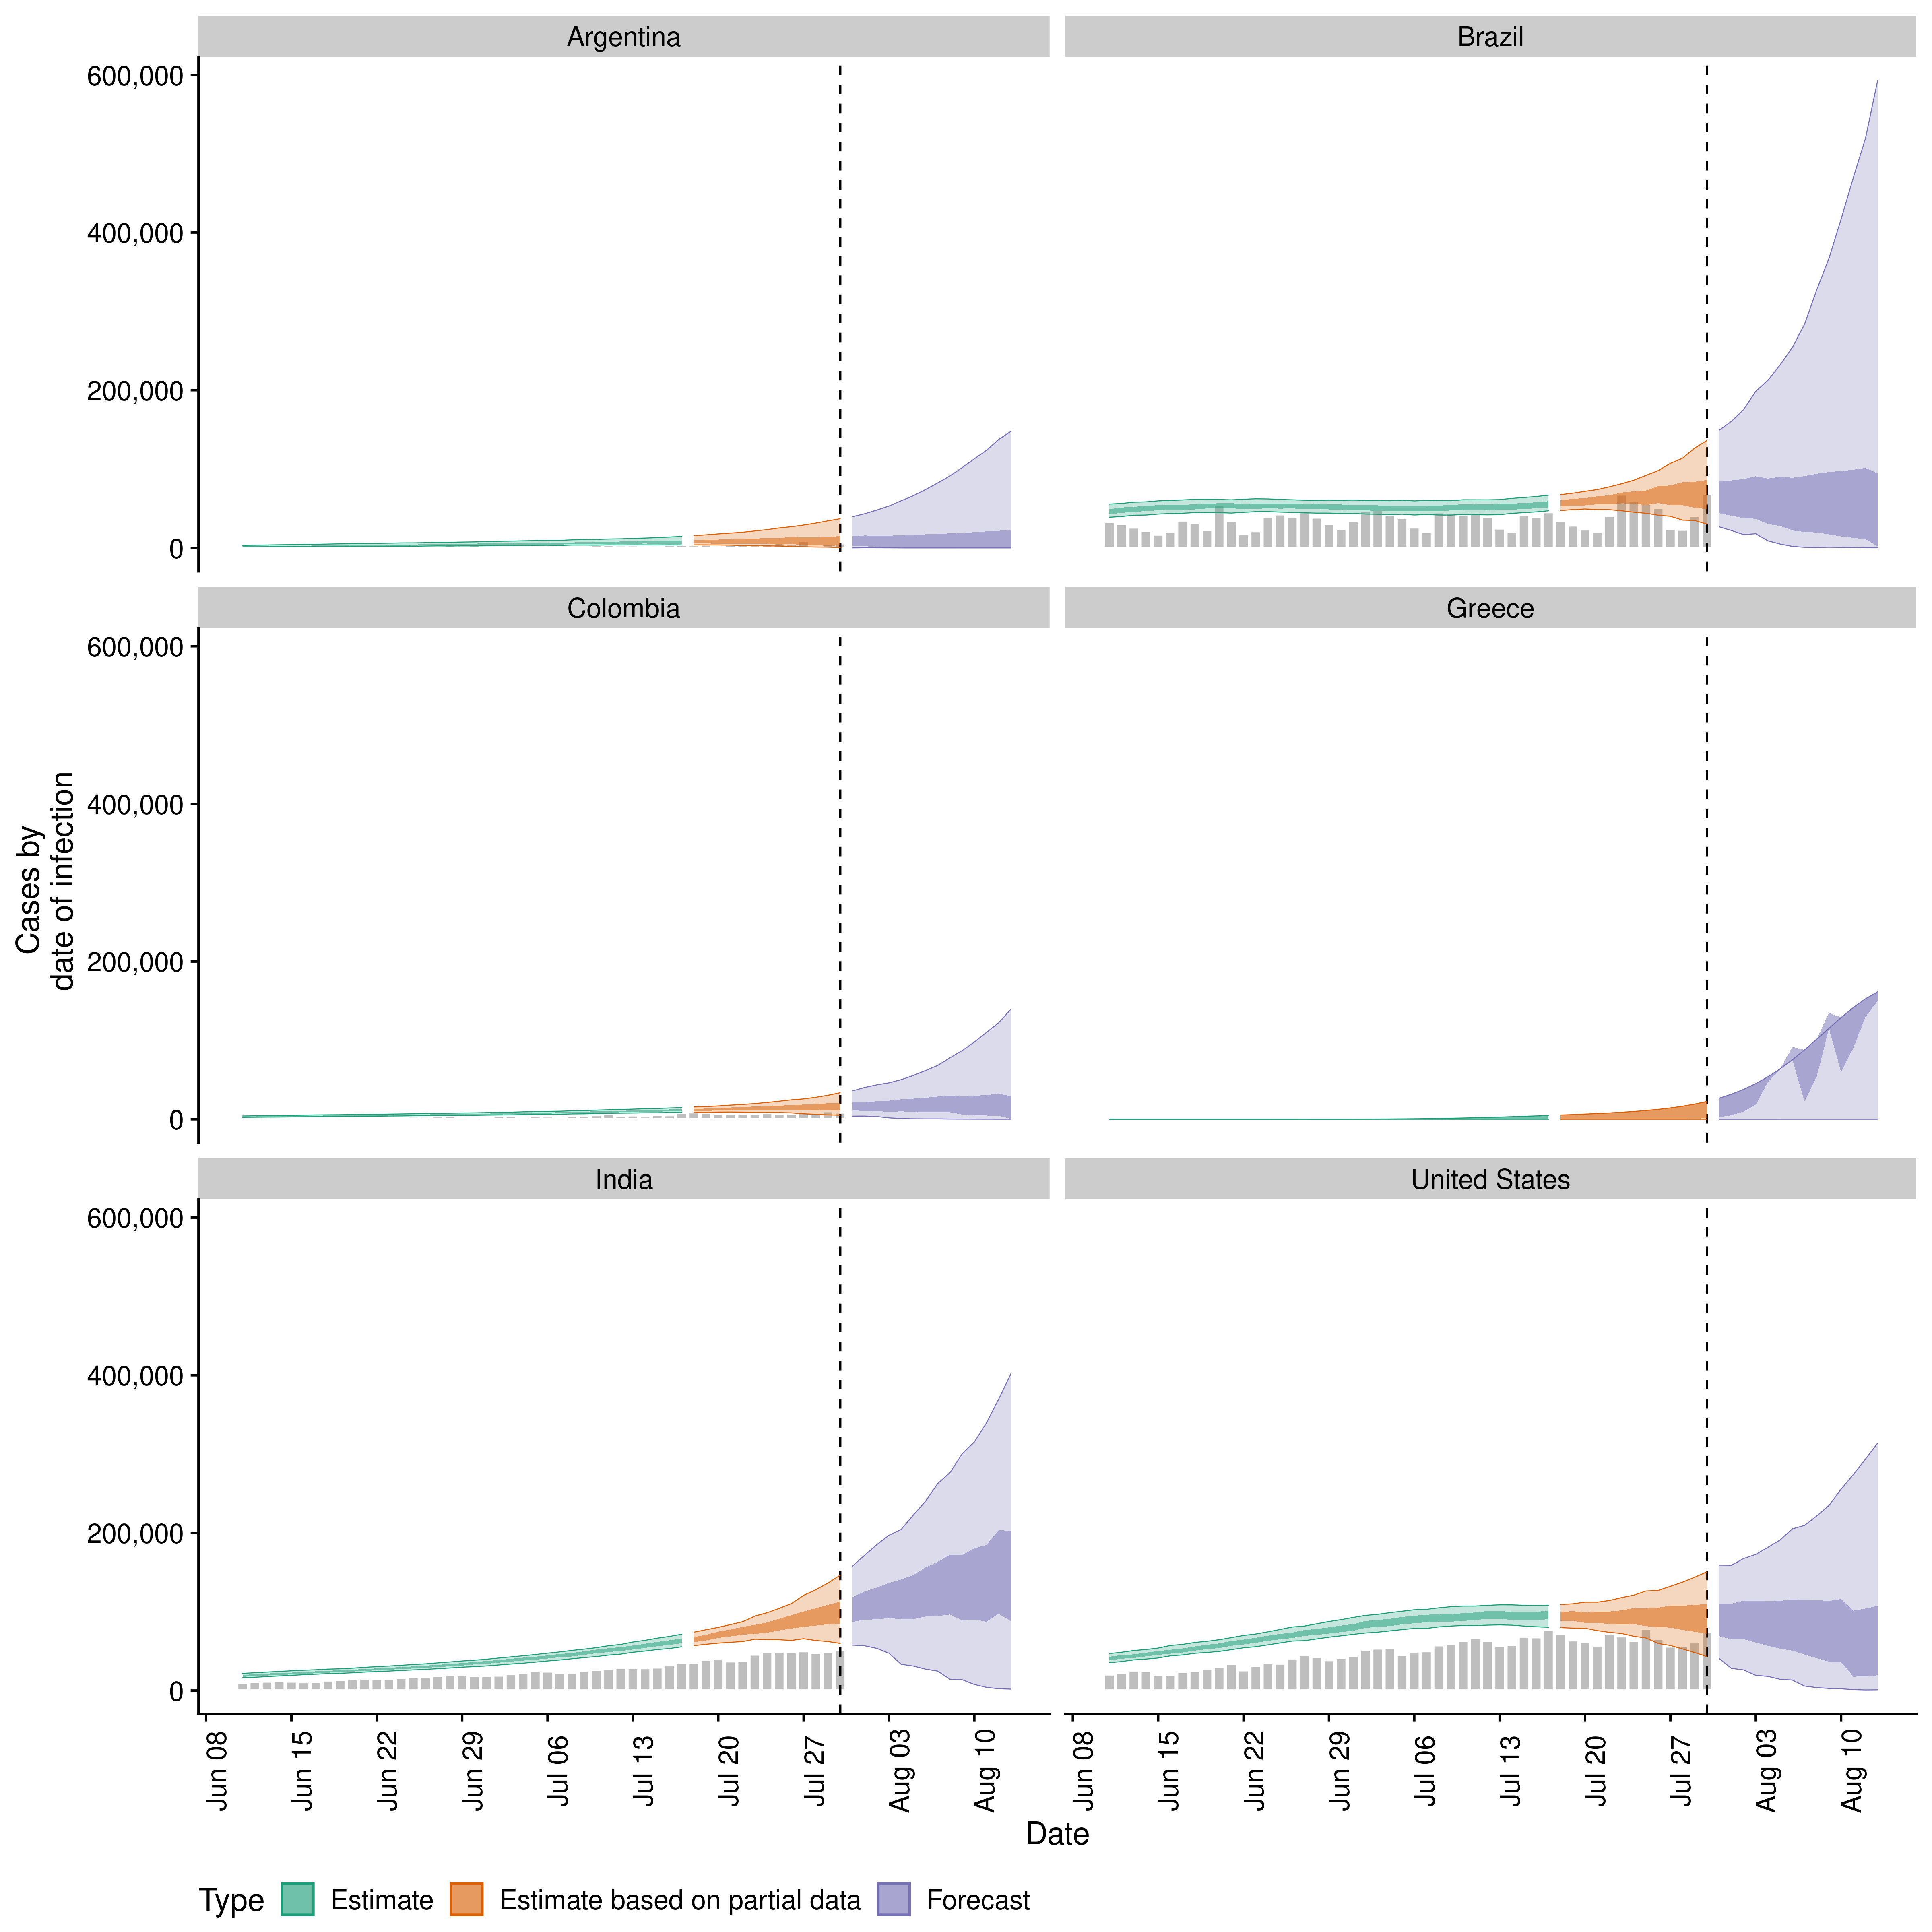 Argentina
Brazil
600,000
400,000
200,000
0
Colombia
Greece
600,000
400,000
200,000
0
Cases by
date of infection
India
United States
600,000
400,000
200,000
0
Jun 08
Jun 15
Jun 22
Jun 29
Jul 06
Jul 13
Jul 20
Jul 27
Aug 03
Aug 10
Jun 08
Jun 15
Jun 22
Jun 29
Jul 06
Jul 13
Jul 20
Jul 27
Aug 03
Aug 10
Date
Type Estimate Estimate based on partial data Forecast